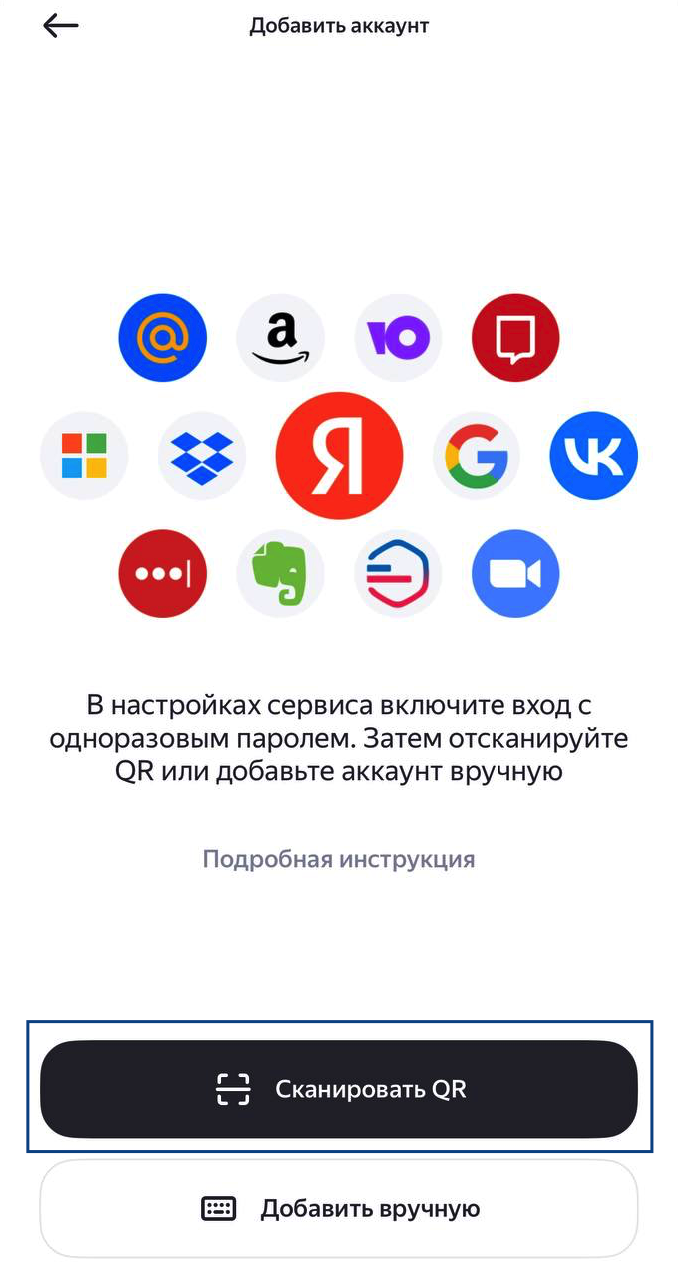 Добавить аккаунт
@
a
Ю
Я
G
VK
В настройках сервиса включите вход с
одноразовым паролем. Затем отсканируйте
QR или добавьте аккаунт вручную
Подробная инструкция
Сканировать QR
Добавить вручную